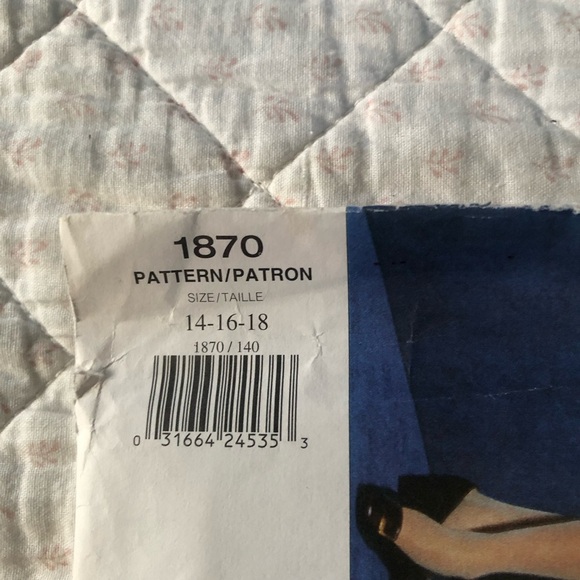 1870
PATTERN/PATRON
SIZE/TAILLE
14-16-18
1870/140
0 31664 24535 3